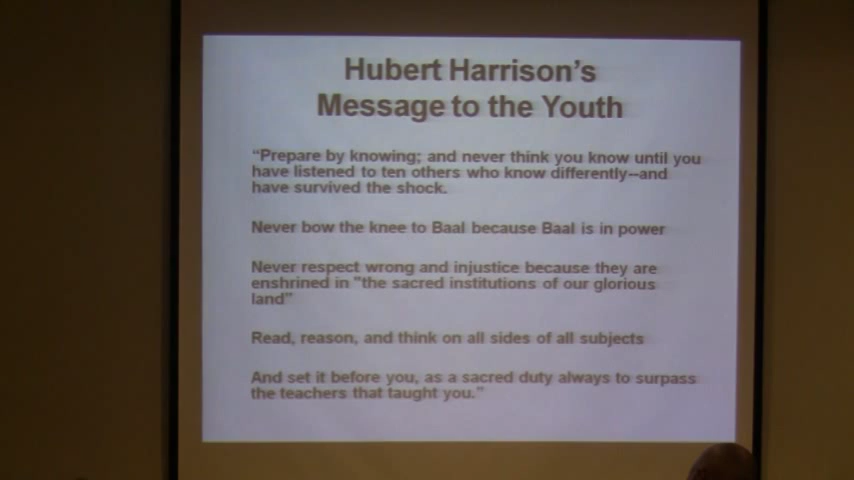 Hubert Harrison's
Message to the Youth
"Prepare by knowing; and never think you know until you
have listened to ten others who know differently--and
have survived the shock.
Never bow the knee to Baal because Baal is in power
Never respect wrong and injustice because they are
enshrined in "the sacred institutions of our glorious
land"
Read, reason, and think on all sides of all subjects
And set it before you, as a sacred duty always to surpass
the teachers that taught you."